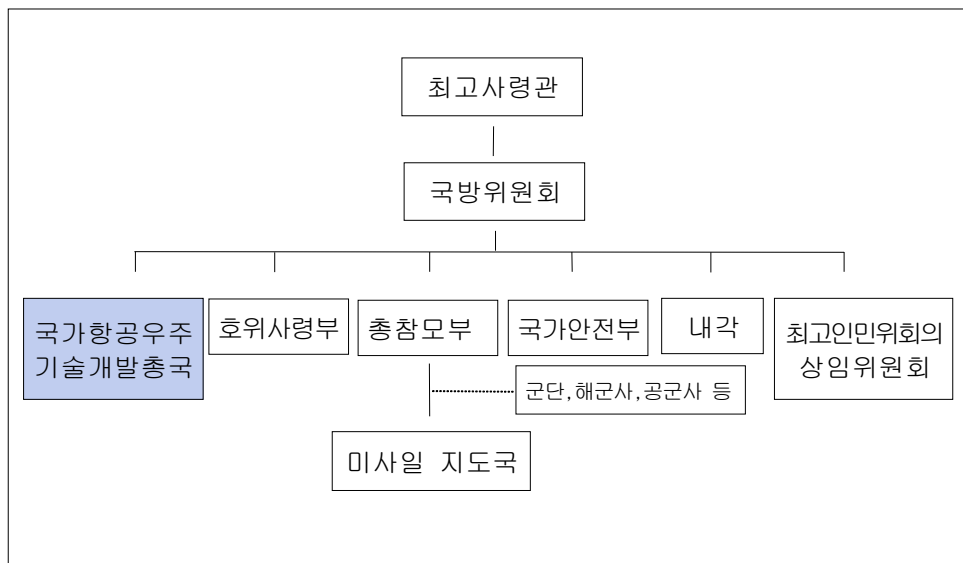 최고사령관
국방위원회
국가항공우주
기술개발총국
호위사령부
총참모부
국가안전부
내각
최고인민위회의
상임위원회
군단,해군사,공군사 등
미사일 지도국